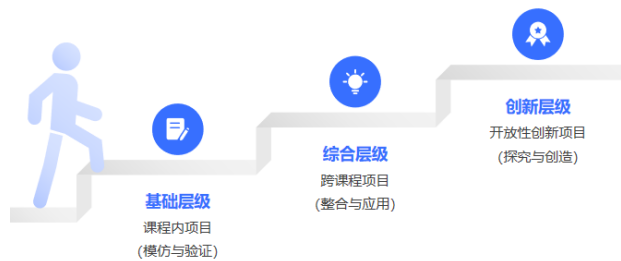 基础层级
课程内项目
(模仿与验证)
综合层级
跨课程项目
(整合与应用)
创新层级
开放性创新项目
(探究与创造)